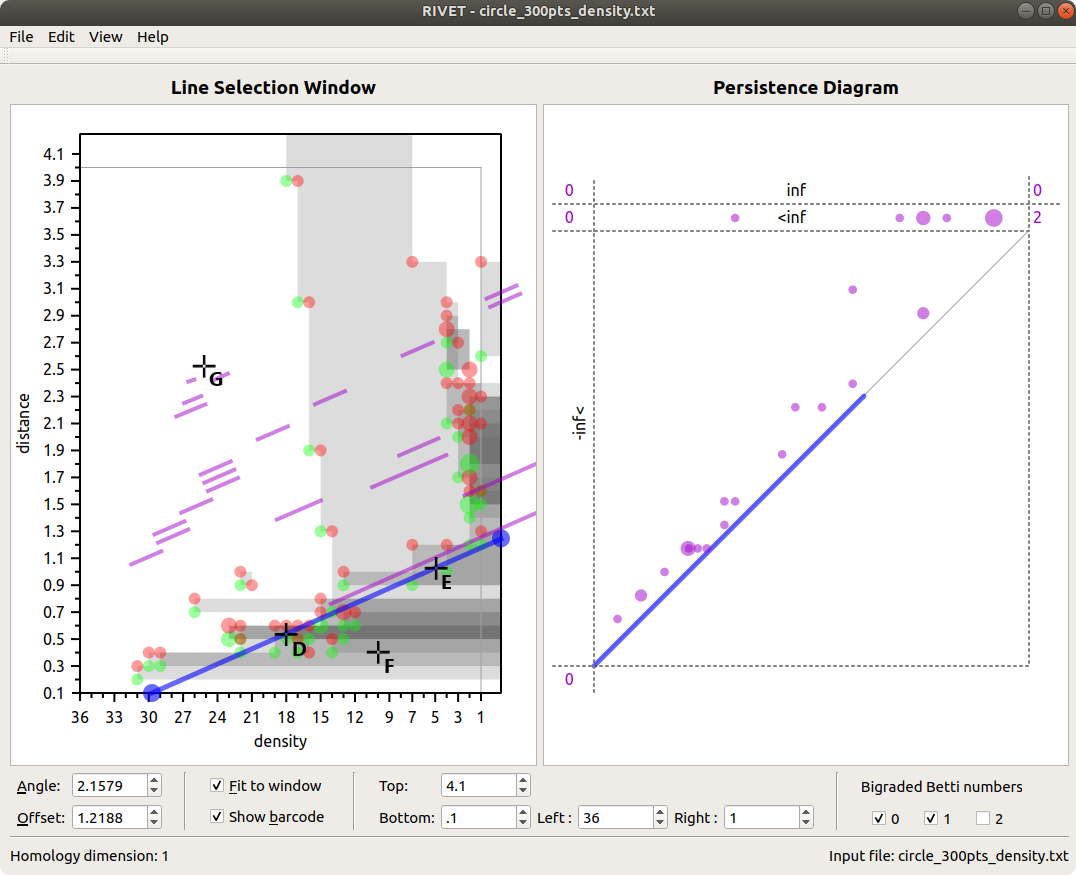 RIVET - circle_300pts_density.txt
File Edit View Help
Line Selection Window
Persistence Diagram
4.1
3.9
3.7
3.5
3.3
3.1
2.9
2.7
2.5
2.3
2.1
1.9
1.7
1.5
1.3
1.1
0.9
0.7
0.5
0.3
0.1
distance
G
E
D
F
36 33 30 27 24 21 18 15 12 9 7 5 3 1
density
0 inf 0
0 <inf 2
-inf<
0
Angle: 2.1579
Offset: 1.2188
Fit to window
Show barcode
Top: 4.1
Bottom: .1 Left : 36 Right : 1
Bigraded Betti numbers
0 1 2
Homology dimension: 1
Input file: circle_300pts_density.txt